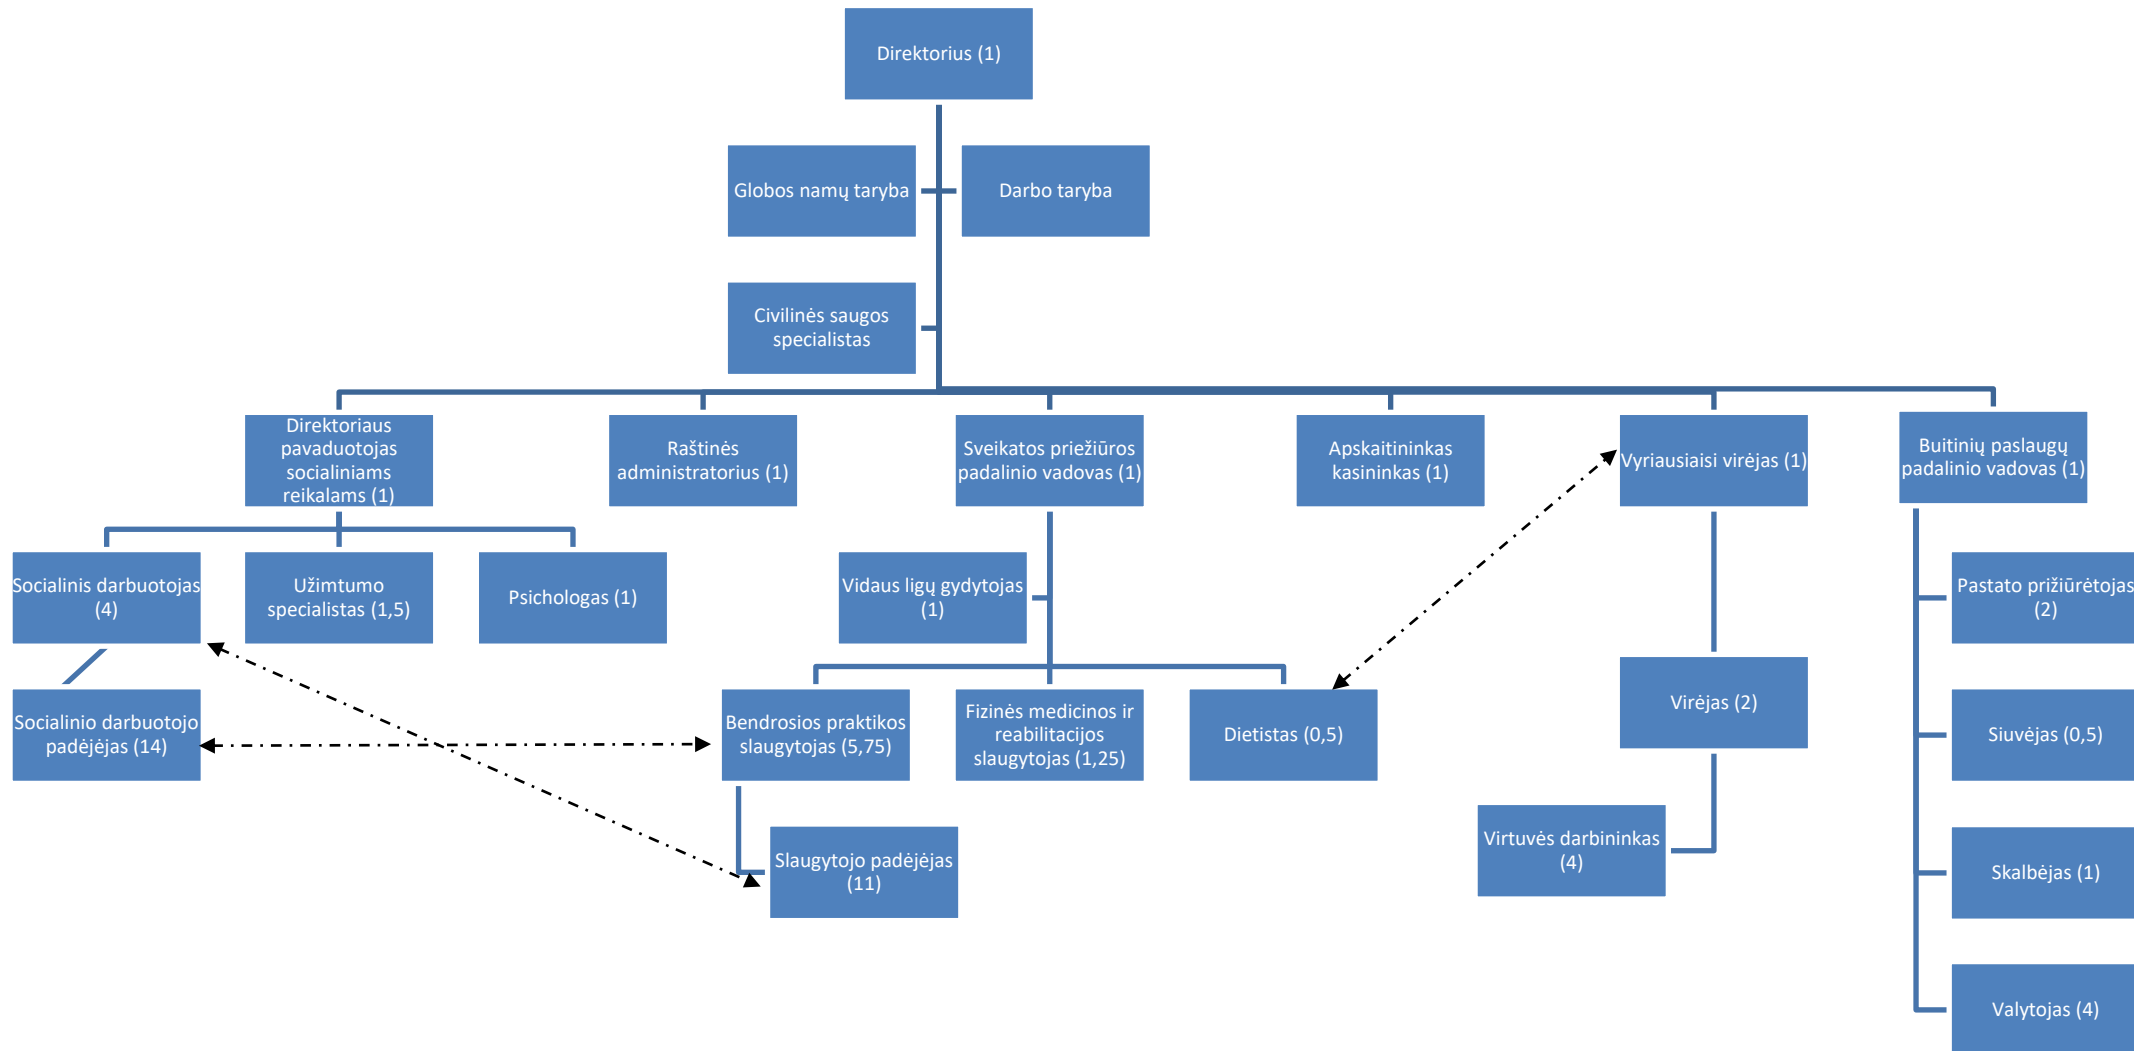 Direktorius (1)
Globos namų taryba
Darbo taryba
Civilinės saugos
specialistas
Direktoriaus
pavaduotojas
socialiniams
reikalams (1)
Raštinės
administratorius (1)
Sveikatos priežiūros
padalinio vadovas (1)
Apskaitininkas
kasininkas (1)
Vyriausiaisi virėjas (1)
Buitinių paslaugų
padalinio vadovas (1)
Socialinis darbuotojas
(4)
Užimtumo
specialistas (1,5)
Psichologas (1)
Vidaus ligų gydytojas
(1)
Pastato prižiūrėtojas
(2)
Socialinio darbuotojo
padėjėjas (14)
Bendrosios praktikos
slaugytojas (5,75)
Fizinės medicinos ir
reabilitacijos
slaugytojas (1,25)
Dietistas (0,5)
Virėjas (2)
Siuvėjas (0,5)
Slaugytojo padėjėjas
(11)
Virtuvės darbininkas
(4)
Skalbėjas (1)
Valytojas (4)